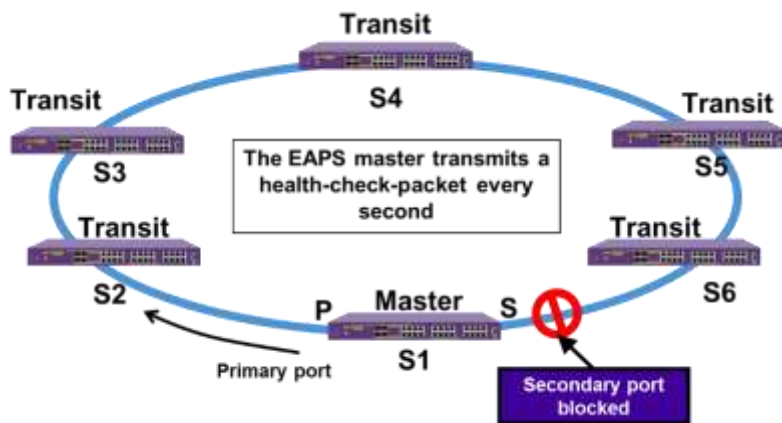 Transit
S4
Transit
S3
Transit
S5
The EAPS master transmits a
health-check-packet every
second
Transit
S2
Transit
S6
P
Master
S
S1
Primary port
Secondary port
blocked